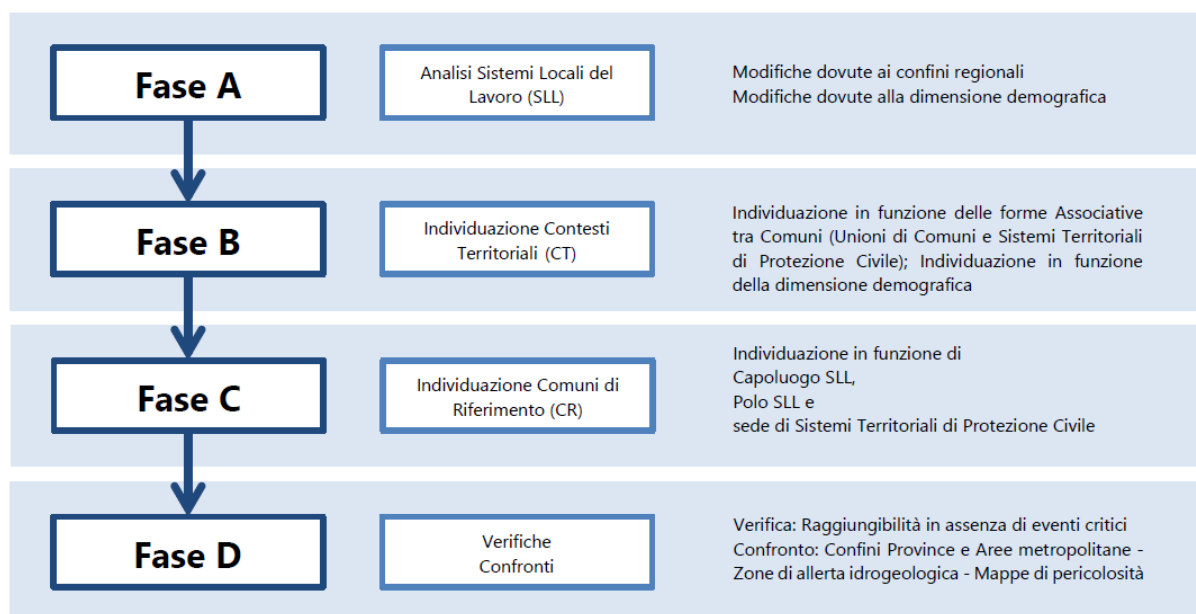 Fase A
Analisi Sistemi Locali del
Lavoro (SLL)
Modifiche dovute ai confini regionali
Modifiche dovute alla dimensione demografica
Fase B
Individuazione Contesti
Territoriali (CT)
Individuazione in funzione delle forme Associative
tra Comuni (Unioni di Comuni e Sistemi Territoriali
di Protezione Civile); Individuazione in funzione
della dimensione demografica
Fase C
Individuazione Comuni di
Riferimento (CR)
Individuazione in funzione di
Capoluogo SLL,
Polo SLL e
sede di Sistemi Territoriali di Protezione Civile
Fase D
Verifiche
Confronti
Verifica: Raggiungibilità in assenza di eventi critici
Confronto: Confini Province e Aree metropolitane -
Zone di allerta idrogeologica - Mappe di pericolosità